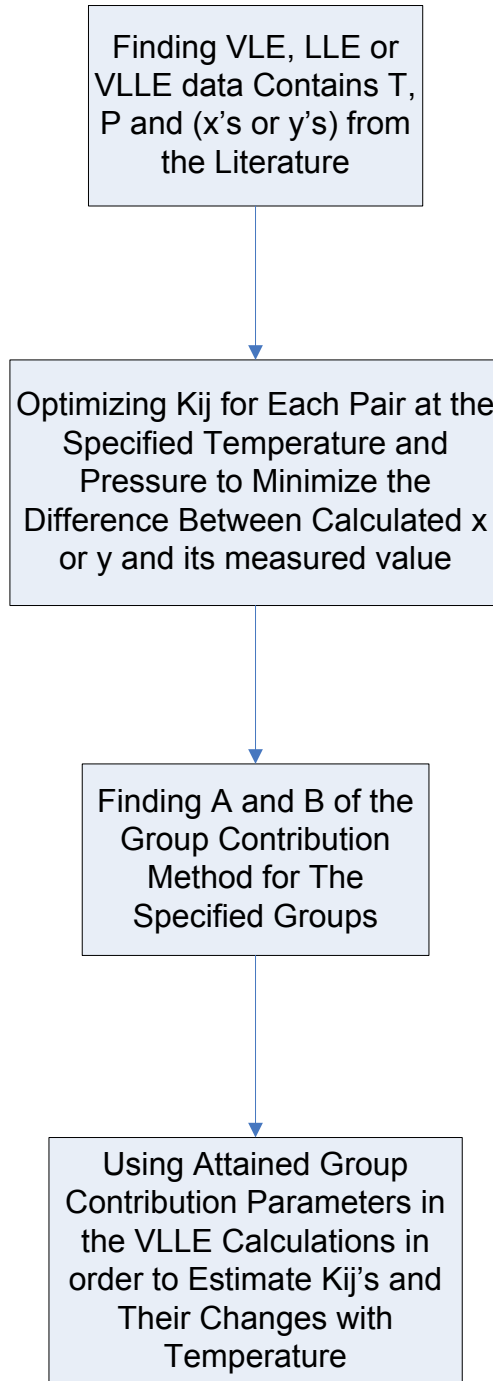 Finding VLE, LLE or
VLLE data Contains T,
P and (x's or y's) from
the Literature
Optimizing Kij for Each Pair at the
Specified Temperature and
Pressure to Minimize the
Difference Between Calculated x
or y and its measured value
Finding A and B of the
Group Contribution
Method for The
Specified Groups
Using Attained Group
Contribution Parameters in
the VLLE Calculations in
order to Estimate Kij's and
Their Changes with
Temperature